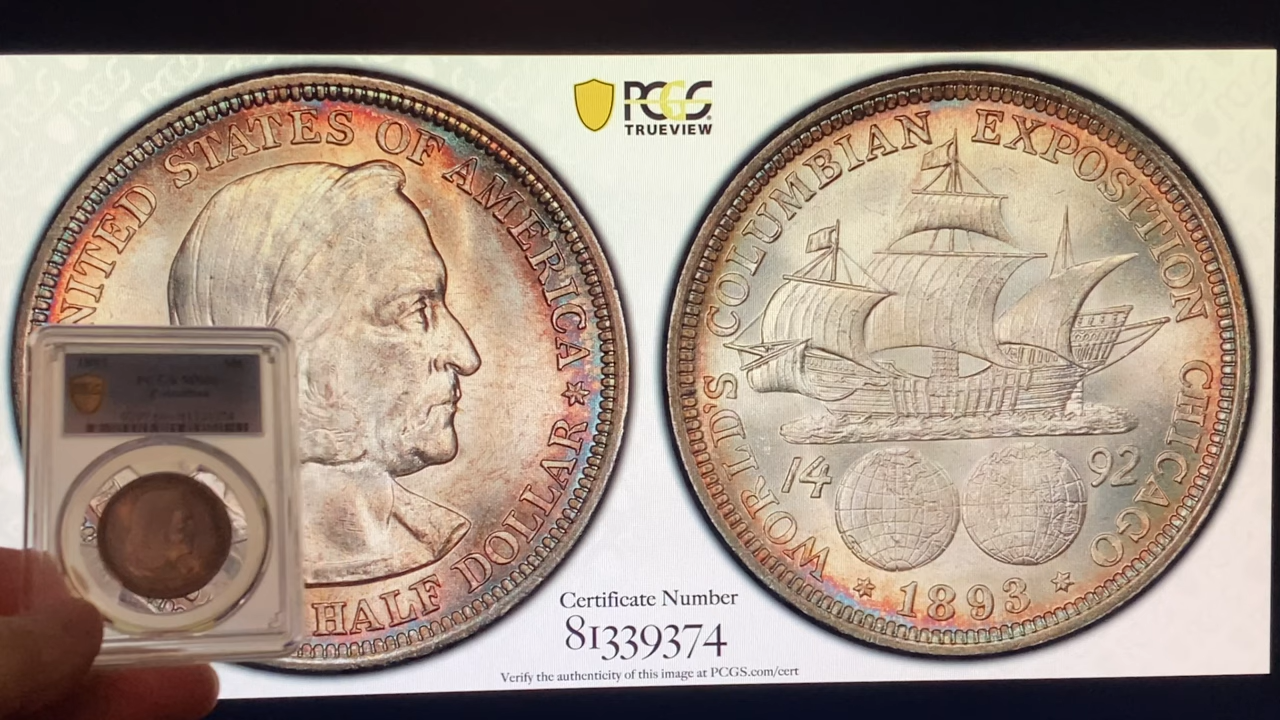 PCGS
TRUEVIEW
UNITED STATES OF AMERICA
HALF DOLLAR
WORLD'S COLUMBIAN EXPOSITION CHICAGO
14 92
1893
Certificate Number
81339374
Verify the authenticity of this image at PCGS.com/cert
1893